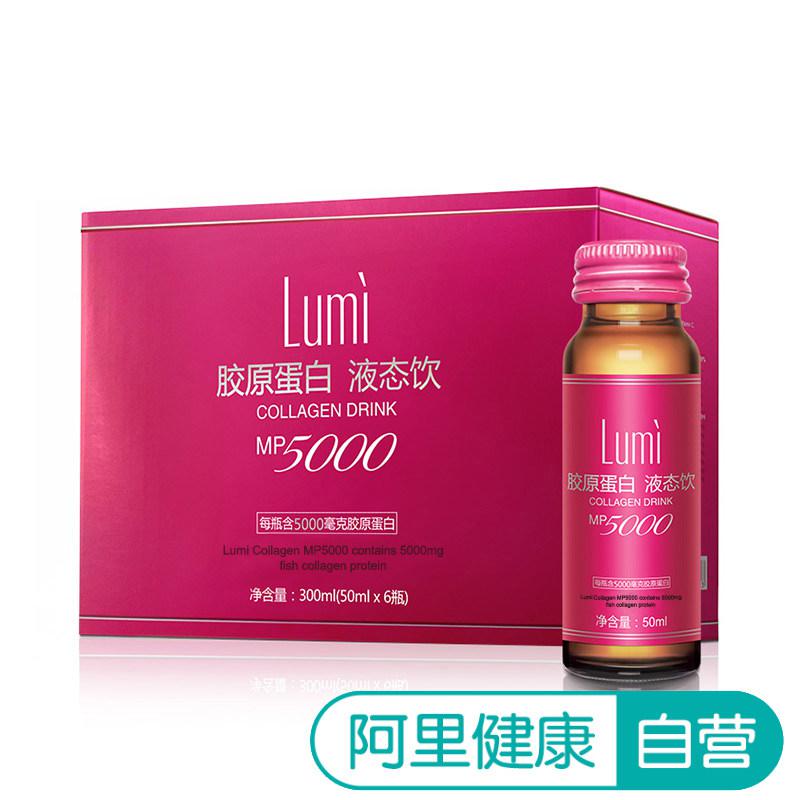 Lumì
胶原蛋白 液态饮
COLLAGEN DRINK
MP5000
每瓶含5000毫克胶原蛋白
Lumi Collagen MP5000 contains 5000mg
fish collagen protein
净含量：300ml(50ml x 6瓶)
Lumì
胶原蛋白 液态饮
COLLAGEN DRINK
MP5000
每瓶含5000毫克胶原蛋白
Lumi Collagen MP5000 contains 5000mg
fish collagen protein
净含量：50ml
阿里健康 自营